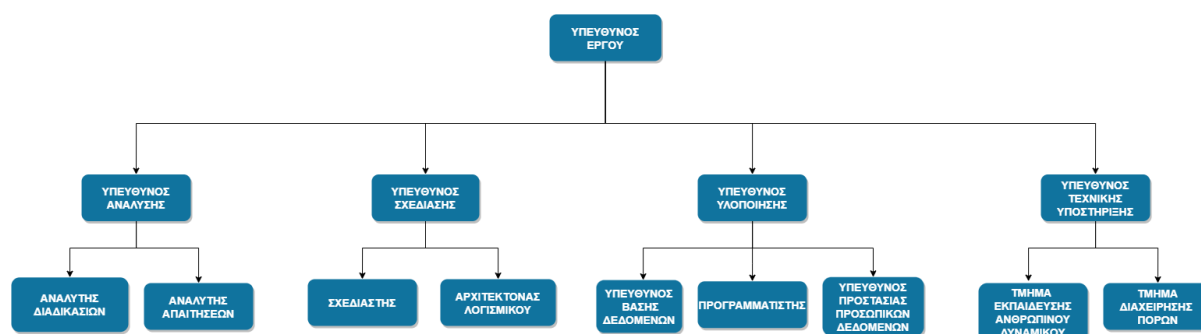 ΥΠΕΥΘΥΝΟΣ
ΕΡΓΟΥ
ΥΠΕΥΘΥΝΟΣ
ΑΝΑΛΥΣΗΣ
ΥΠΕΥΘΥΝΟΣ
ΣΧΕΔΙΑΣΗΣ
ΥΠΕΥΘΥΝΟΣ
ΥΛΟΠΟΙΗΣΗΣ
ΥΠΕΥΘΥΝΟΣ
ΤΕΧΝΙΚΗΣ
ΥΠΟΣΤΗΡΙΞΗΣ
ΑΝΑΛΥΤΗΣ
ΔΙΑΔΙΚΑΣΙΩΝ
ΑΝΑΛΥΤΗΣ
ΑΠΑΙΤΗΣΕΩΝ
ΣΧΕΔΙΑΣΤΗΣ
ΑΡΧΙΤΕΚΤΟΝΑΣ
ΛΟΓΙΣΜΙΚΟΥ
ΥΠΕΥΘΥΝΟΣ
ΒΑΣΗΣ
ΔΕΔΟΜΕΝΩΝ
ΠΡΟΓΡΑΜΜΑΤΙΣΤΗΣ
ΥΠΕΥΘΥΝΟΣ
ΠΡΟΣΤΑΣΙΑΣ
ΠΡΟΣΩΠΙΚΩΝ
ΔΕΔΟΜΕΝΩΝ
ΤΜΗΜΑ
ΕΚΠΑΙΔΕΥΣΗΣ
ΑΝΘΡΩΠΙΝΟΥ
ΔΥΝΑΜΙΚΟΥ
ΤΜΗΜΑ
ΔΙΑΧΕΙΡΗΣΗΣ
ΠΟΡΩΝ